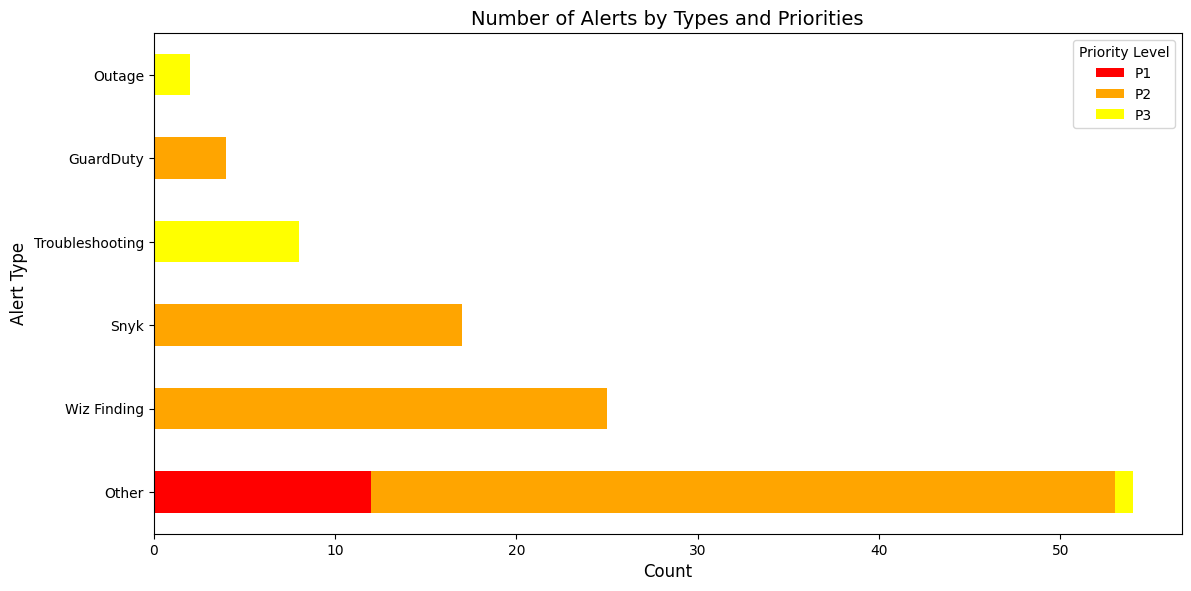 Number of Alerts by Types and Priorities
Priority Level
P1
P2
P3
Alert Type
Outage
GuardDuty
Troubleshooting
Snyk
Wiz Finding
Other
0 10 20 30 40 50
Count